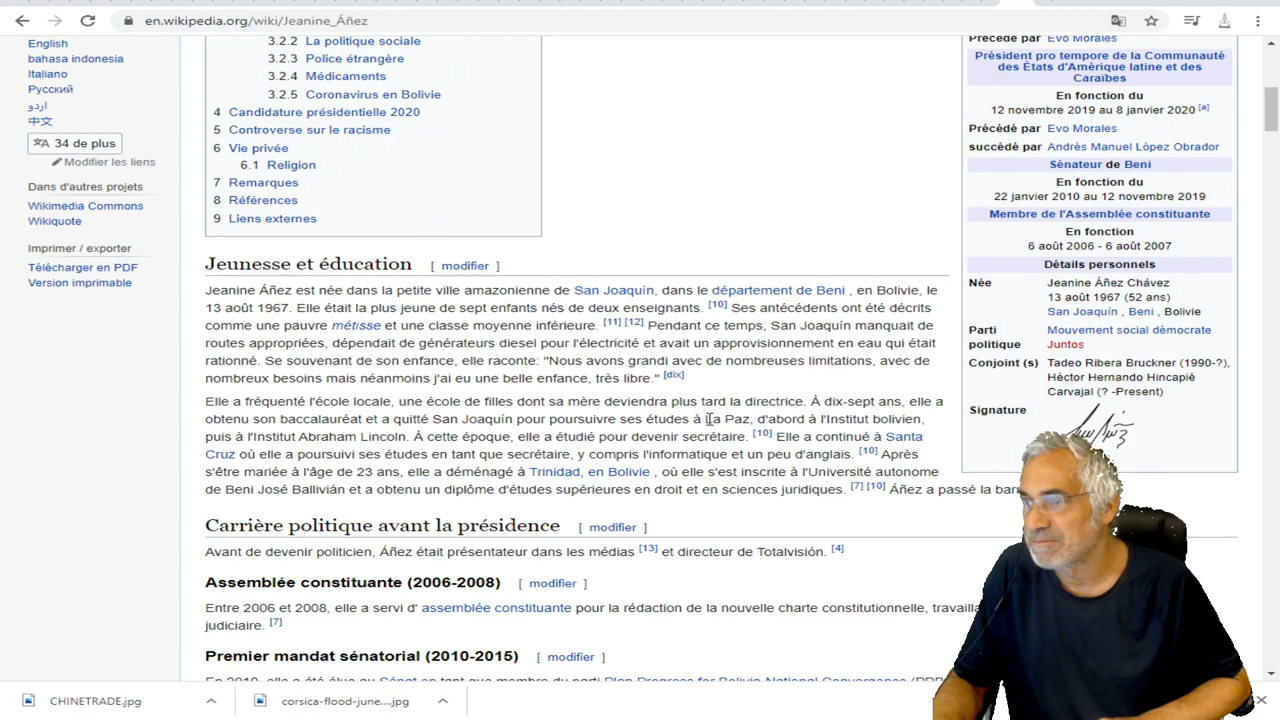 en.wikipedia.org/wiki/Jeanine_Áñez
English
bahasa indonesia
Italiano
Русский
اردو
中文
34 de plus
Modifier les liens
Dans d'autres projets
Wikimedia Commons
Wikiquote
Imprimer / exporter
Télécharger en PDF
Version imprimable
3.2.2 La politique sociale
3.2.3 Police étrangère
3.2.4 Médicaments
3.2.5 Coronavirus en Bolivie
4 Candidature présidentielle 2020
5 Controverse sur le racisme
6 Vie privée
6.1 Religion
7 Remarques
8 Références
9 Liens externes
Jeunesse et éducation [ modifier ]
Jeanine Áñez est née dans la petite ville amazonienne de San Joaquín, dans le département de Beni , en Bolivie, le
13 août 1967. Elle était la plus jeune de sept enfants nés de deux enseignants. [10] Ses antécédents ont été décrits
comme une pauvre métisse et une classe moyenne inférieure. [11] [12] Pendant ce temps, San Joaquín manquait de
routes appropriées, dépendait de générateurs diesel pour l'électricité et avait un approvisionnement en eau qui était
rationné. Se souvenant de son enfance, elle raconte: "Nous avons grandi avec de nombreuses limitations, avec de
nombreux besoins mais néanmoins j'ai eu une belle enfance, très libre." [dix]
Elle a fréquenté l'école locale, une école de filles dont sa mère deviendra plus tard la directrice. À dix-sept ans, elle a
obtenu son baccalauréat et a quitté San Joaquín pour poursuivre ses études à La Paz, d'abord à l'Institut bolivien,
puis à l'Institut Abraham Lincoln. À cette époque, elle a étudié pour devenir secrétaire. [10] Elle a continué à Santa
Cruz où elle a poursuivi ses études en tant que secrétaire, y compris l'informatique et un peu d'anglais. [10] Après
s'être mariée à l'âge de 23 ans, elle a déménagé à Trinidad, en Bolivie , où elle s'est inscrite à l'Université autonome
de Beni José Ballivián et a obtenu un diplôme d'études supérieures en droit et en sciences juridiques. [7] [10] Áñez a passé la
Carrière politique avant la présidence [ modifier ]
Avant de devenir politicien, Áñez était présentateur dans les médias [13] et directeur de Totalvisión. [4]
Assemblée constituante (2006-2008) [ modifier ]
Entre 2006 et 2008, elle a servi d' assemblée constituante pour la rédaction de la nouvelle charte constitutionnelle,
judiciaire. [7]
Premier mandat sénatorial (2010-2015) [ modifier ]
En 2010, elle a été élue au Sénat en tant que membre du parti Plan Progress for Bolivia-National Convergence
Précédé par Evo Morales
Président pro tempore de la Communauté
des États d'Amérique latine et des
Caraïbes
En fonction du
12 novembre 2019 au 8 janvier 2020 [a]
Précédé par Evo Morales
succédé par Andrés Manuel López Obrador
Sénateur de Beni
En fonction du
22 janvier 2010 au 12 novembre 2019
Membre de l'Assemblée constituante
En fonction
6 août 2006 - 6 août 2007
Détails personnels
Née Jeanine Áñez Chávez
13 août 1967 (52 ans)
San Joaquín , Beni , Bolivie
Parti politique Mouvement social démocrate
Juntos
Conjoint (s) Tadeo Ribera Bruckner (1990-?),
Héctor Hernando Hincapié
Carvajal (? -Present)
Signature
CHINETRADE.jpg
corsica-flood-june....jpg